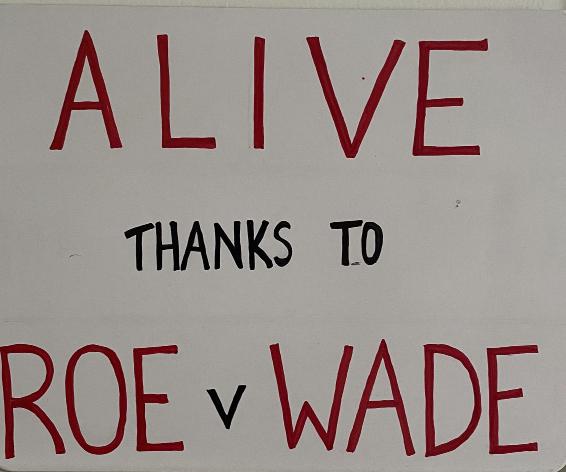 ALIVE
THANKS TO
ROE v WADE